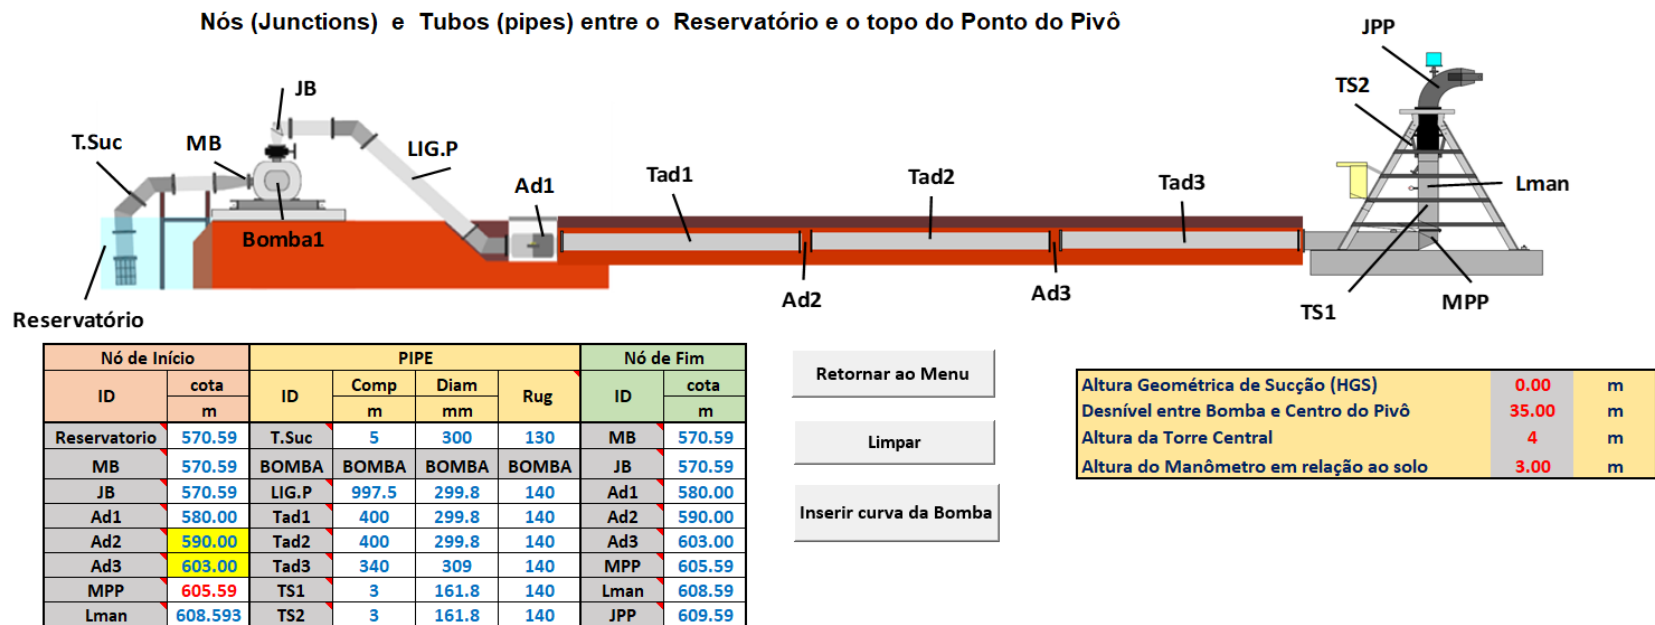 Nós (Junctions) e Tubos (pipes) entre o Reservatório e o topo do Ponto do Pivô
JPP
JB
TS2
T.Suc
MB
LIG.P
Ad1
Tad1
Tad2
Tad3
Lman
Bomba1
Ad2
Ad3
TS1
MPP
Reservatório
Nó de Início PIPE Nó de Fim
ID cota ID Comp Diam Rug ID cota
m m mm m
Reservatorio 570.59 T.Suc 5 300 130 MB 570.59
MB 570.59 BOMBA BOMBA BOMBA BOMBA JB 570.59
JB 570.59 LIG.P 997.5 299.8 140 Ad1 580.00
Ad1 580.00 Tad1 400 299.8 140 Ad2 590.00
Ad2 590.00 Tad2 400 299.8 140 Ad3 603.00
Ad3 603.00 Tad3 340 309 140 MPP 605.59
MPP 605.59 TS1 3 161.8 140 Lman 608.59
Lman 608.593 TS2 3 161.8 140 JPP 609.59
Retornar ao Menu
Limpar
Inserir curva da Bomba
Altura Geométrica de Sucção (HGS) 0.00 m
Desnível entre Bomba e Centro do Pivô 35.00 m
Altura da Torre Central 4 m
Altura do Manômetro em relação ao solo 3.00 m